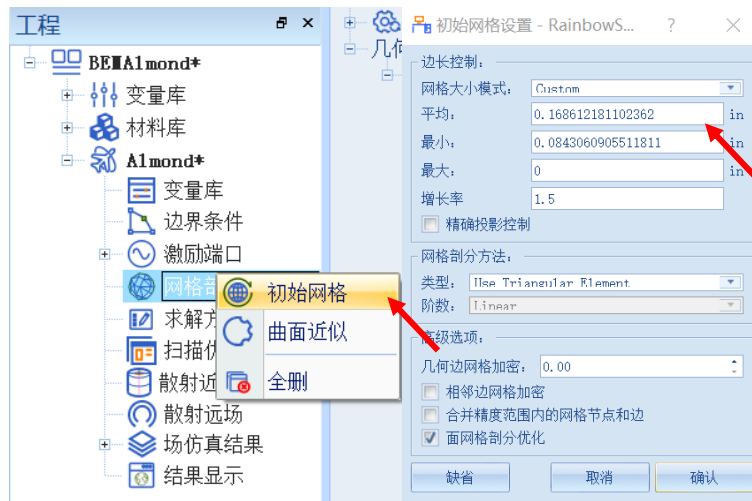 工程
BEMAlmond*
变量库
材料库
Almond*
变量库
边界条件
激励端口
网格剖
初始网格
求解方
曲面近似
扫描优
全删
散射近
散射远场
场仿真结果
结果显示
几何
初始网格设置 - RainbowS...
?
边长控制:
网格大小模式: Custom
平均: 0.168612181102362 in
最小: 0.0843060905511811 in
最大: 0 in
增长率 1.5
精确投影控制
网格剖分方法:
类型: Use Triangular Element
阶数: Linear
高级选项:
几何边网格加密: 0.00
相邻边网格加密
合并精度范围内的网格节点和边
面网格剖分优化
缺省 取消 确认